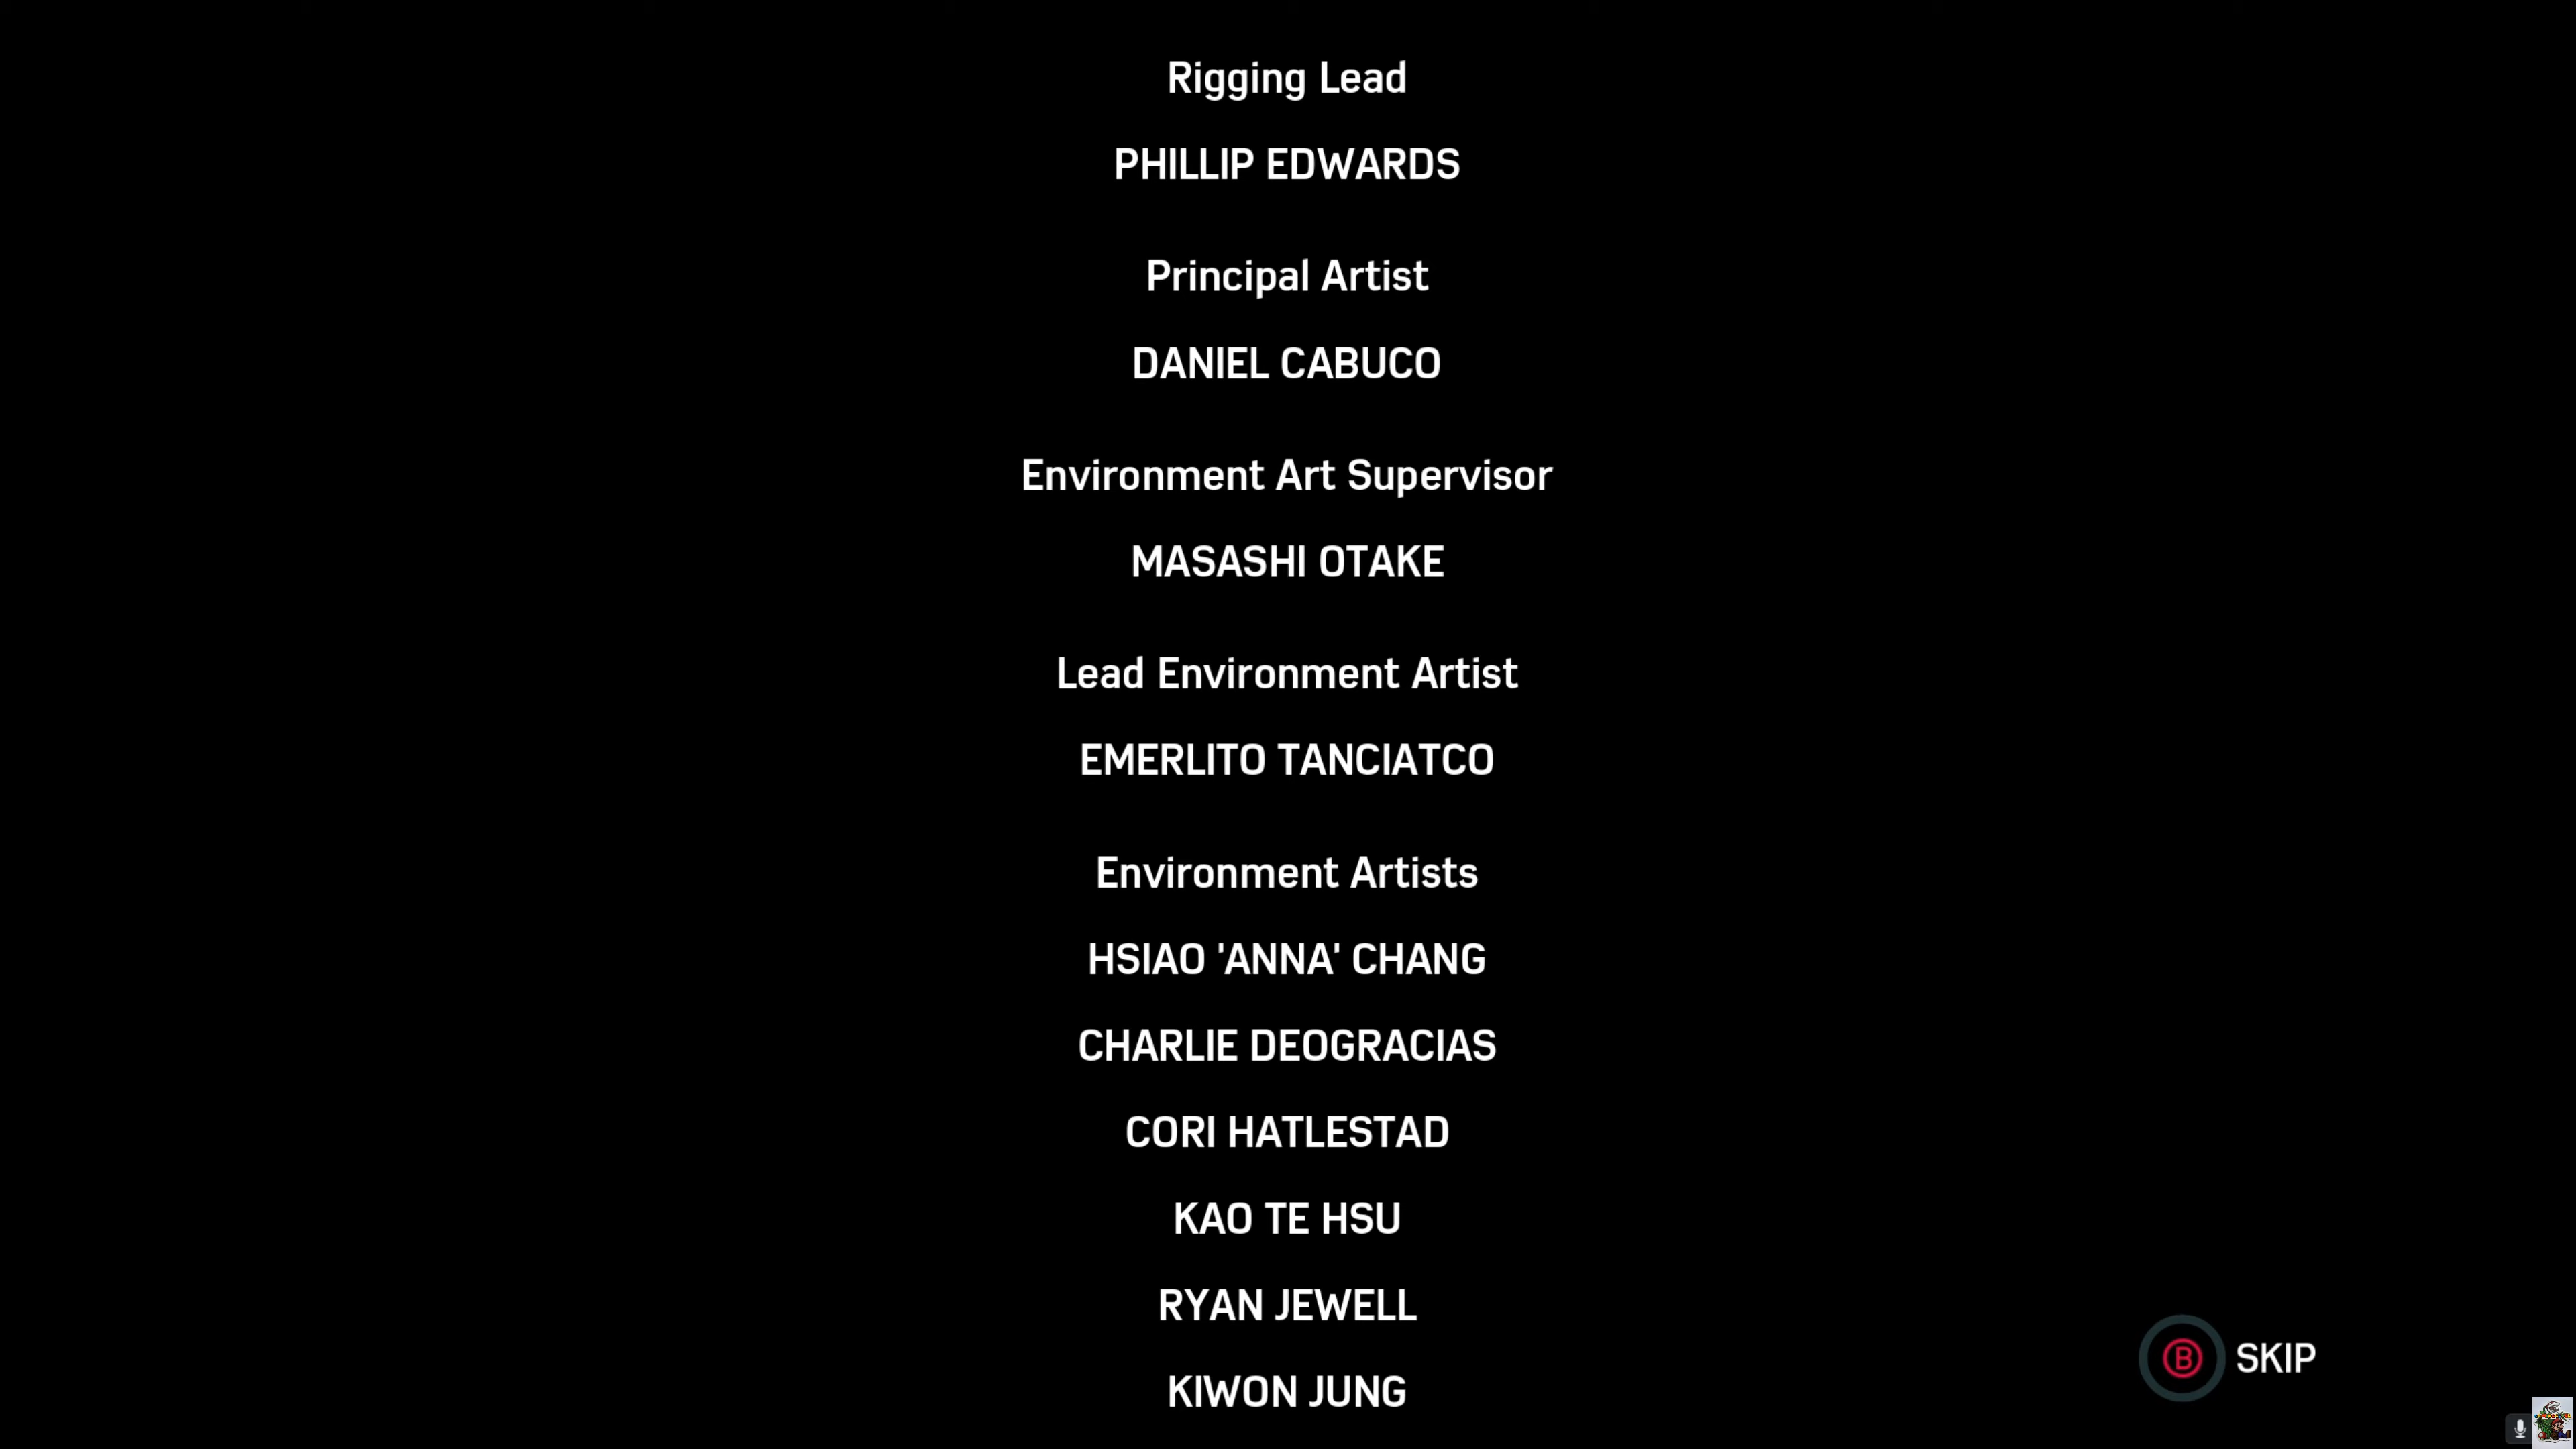 Rigging Lead
PHILLIP EDWARDS
Principal Artist
DANIEL CABUCO
Environment Art Supervisor
MASASHI OTAKE
Lead Environment Artist
EMERLITO TANCIATCO
Environment Artists
HSIAO 'ANNA' CHANG
CHARLIE DEOGRACIAS
CORI HATLESTAD
KAO TE HSU
RYAN JEWELL
B SKIP
KIWON JUNG